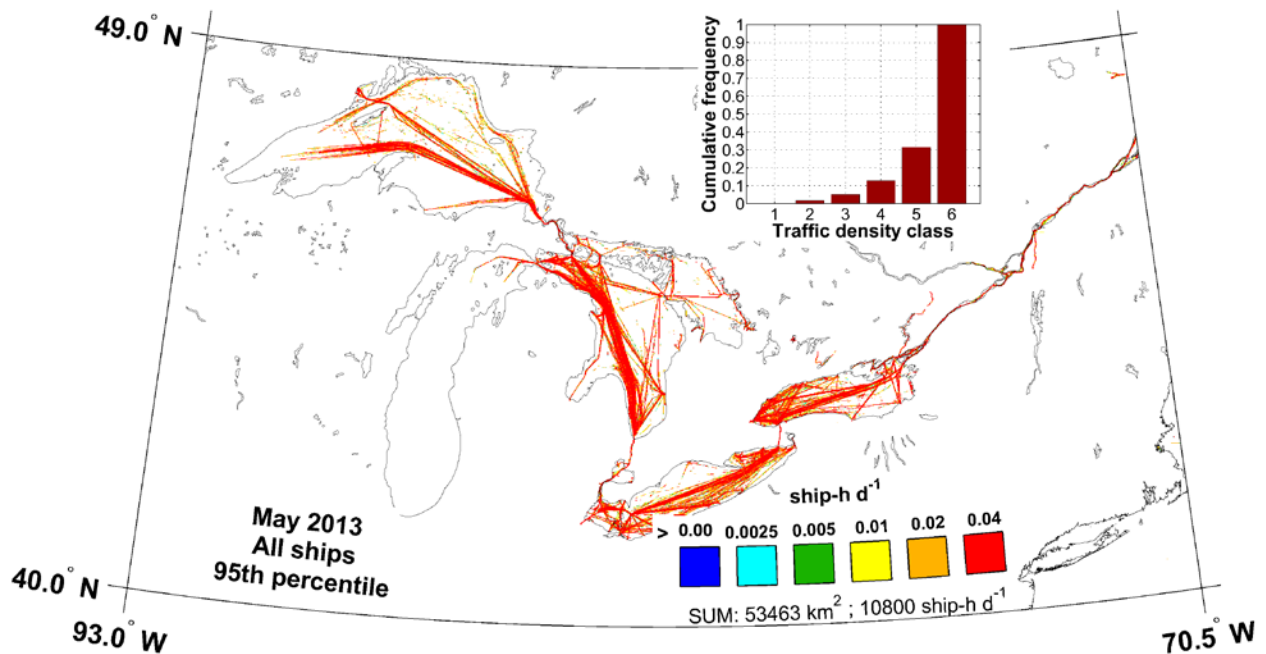 49.0° N
Cumulative frequency
1
0.9
0.8
0.7
0.6
0.5
0.4
0.3
0.2
0.1
0
1 2 3 4 5 6
Traffic density class
May 2013
All ships
95th percentile
ship-h d⁻¹
> 0.00 0.0025 0.005 0.01 0.02 0.04
SUM: 53463 km² ; 10800 ship-h d⁻¹
40.0° N
93.0° W
70.5° W